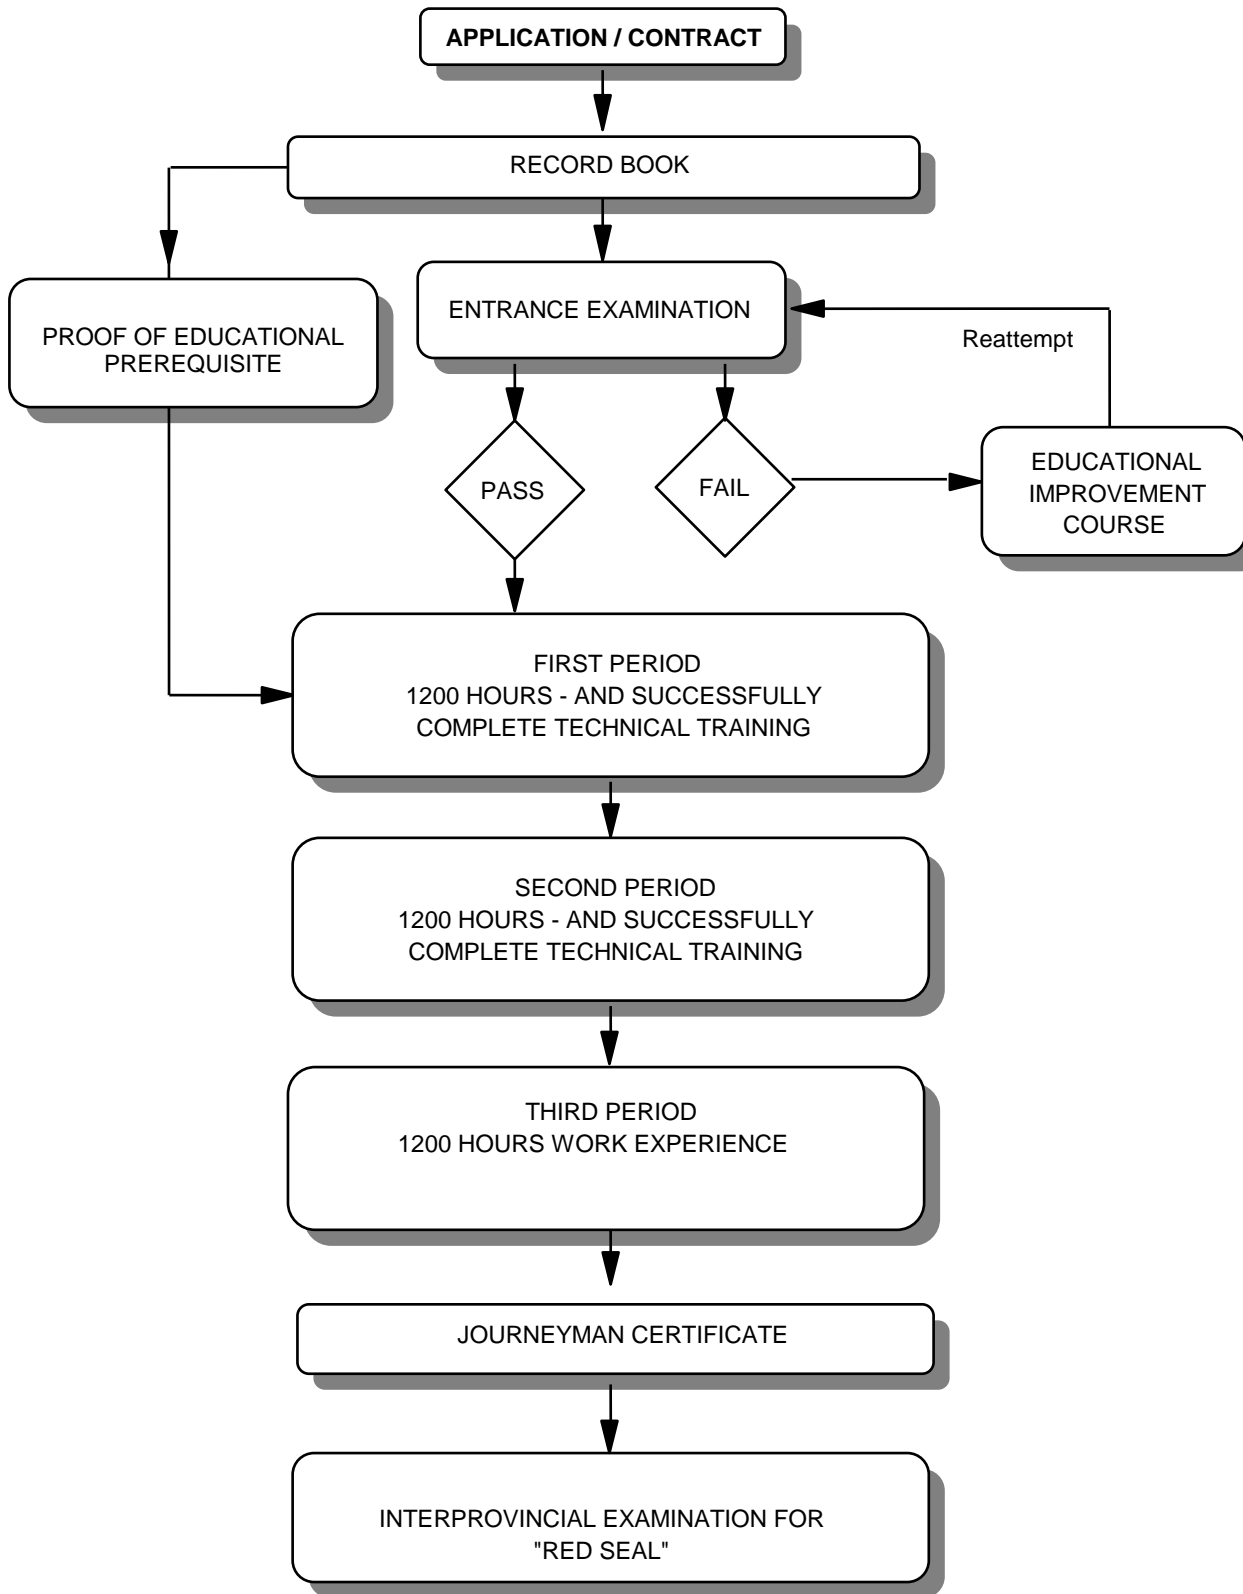 APPLICATION / CONTRACT
RECORD BOOK
PROOF OF EDUCATIONAL
PREREQUISITE
ENTRANCE EXAMINATION
Reattempt
PASS
FAIL
EDUCATIONAL
IMPROVEMENT
COURSE
FIRST PERIOD
1200 HOURS - AND SUCCESSFULLY
COMPLETE TECHNICAL TRAINING
SECOND PERIOD
1200 HOURS - AND SUCCESSFULLY
COMPLETE TECHNICAL TRAINING
THIRD PERIOD
1200 HOURS WORK EXPERIENCE
JOURNEYMAN CERTIFICATE
INTERPROVINCIAL EXAMINATION FOR
"RED SEAL"